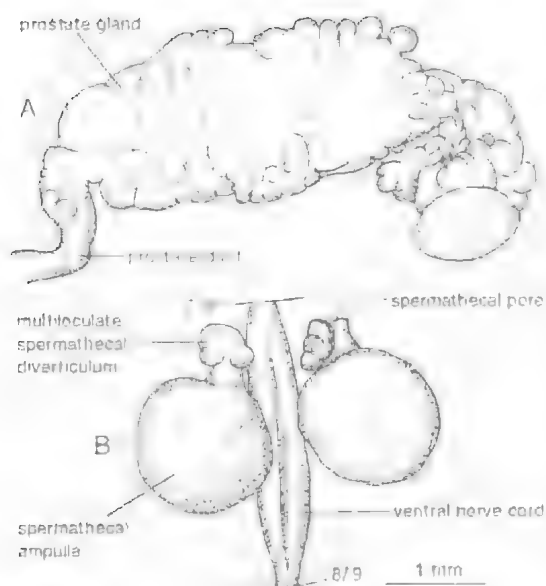 prostate gland
A
multiloculate
spermathecal
diverticulum
spermathecal pore
B
spermathecal
ampulla
ventral nerve cord
8/9
1 mm